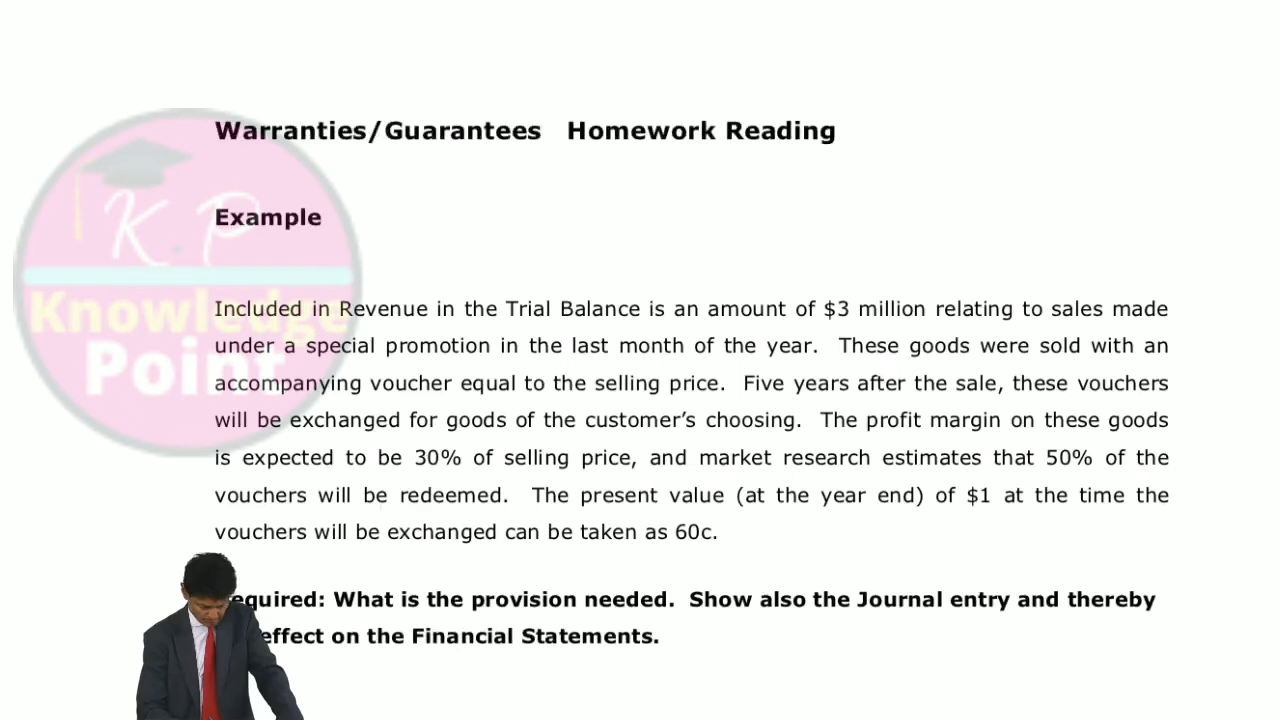 Warranties/Guarantees Homework Reading
K.P
Knowledge
Point
Example
Included in Revenue in the Trial Balance is an amount of $3 million relating to sales made
under a special promotion in the last month of the year. These goods were sold with an
accompanying voucher equal to the selling price. Five years after the sale, these vouchers
will be exchanged for goods of the customer’s choosing. The profit margin on these goods
is expected to be 30% of selling price, and market research estimates that 50% of the
vouchers will be redeemed. The present value (at the year end) of $1 at the time the
vouchers will be exchanged can be taken as 60c.
equired: What is the provision needed. Show also the Journal entry and thereby
effect on the Financial Statements.